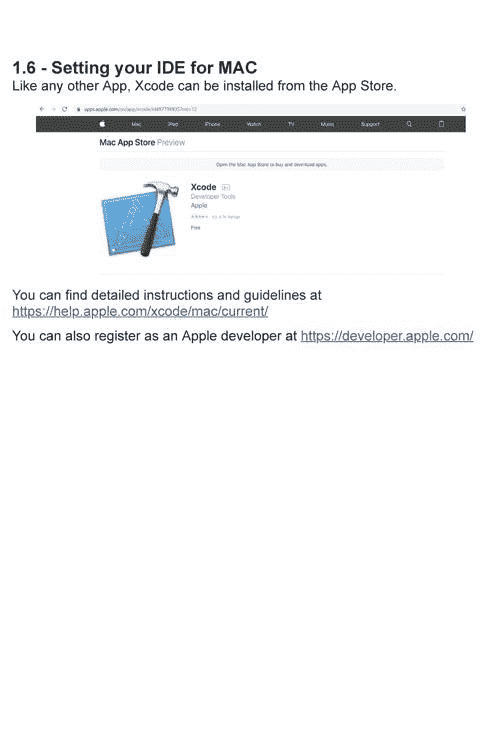 1.6 - Setting your IDE for MAC
Like any other App, Xcode can be installed from the App Store.
Mac iPad iPhone Watch TV Music Support
Mac App Store Preview
Open the Mac App Store to buy and download apps.
Xcode 4+
Developer Tools
Apple
Free
You can find detailed instructions and guidelines at
https://help.apple.com/xcode/mac/current/
You can also register as an Apple developer at https://developer.apple.com/